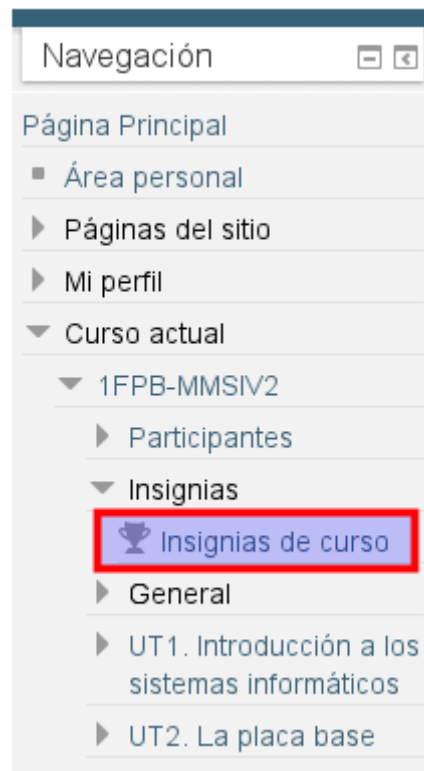 Navegación
Página Principal
Área personal
Páginas del sitio
Mi perfil
Curso actual
1FPB-MMSIV2
Participantes
Insignias
Insignias de curso
General
UT1. Introducción a los
sistemas informáticos
UT2. La placa base